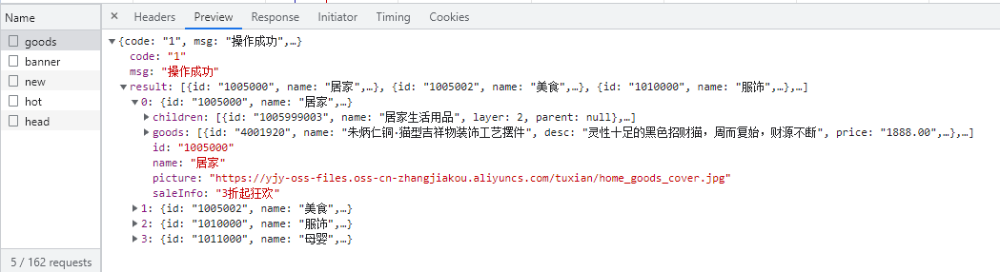 Name
× Headers Preview Response Initiator Timing Cookies
goods
banner
new
hot
head
▼{code: "1", msg: "操作成功",…}
code: "1"
msg: "操作成功"
▼result: [{id: "1005000", name: "居家",…}, {id: "1005002", name: "美食",…}, {id: "1010000", name: "服饰",…},…]
▼0: {id: "1005000", name: "居家",…}
▶children: [{id: "1005999003", name: "居家生活用品", layer: 2, parent: null},…]
▶goods: [{id: "4001920", name: "朱炳仁铜·猫型吉祥物装饰工艺摆件", desc: "灵性十足的黑色招财猫，周而复始，财源不断", price: "1888.00",…},…]
id: "1005000"
name: "居家"
picture: "https://yjy-oss-files.oss-cn-zhangjiakou.aliyuncs.com/tuxian/home_goods_cover.jpg"
saleInfo: "3折起狂欢"
▶1: {id: "1005002", name: "美食",…}
▶2: {id: "1010000", name: "服饰",…}
▶3: {id: "1011000", name: "母婴",…}
5 / 162 requests